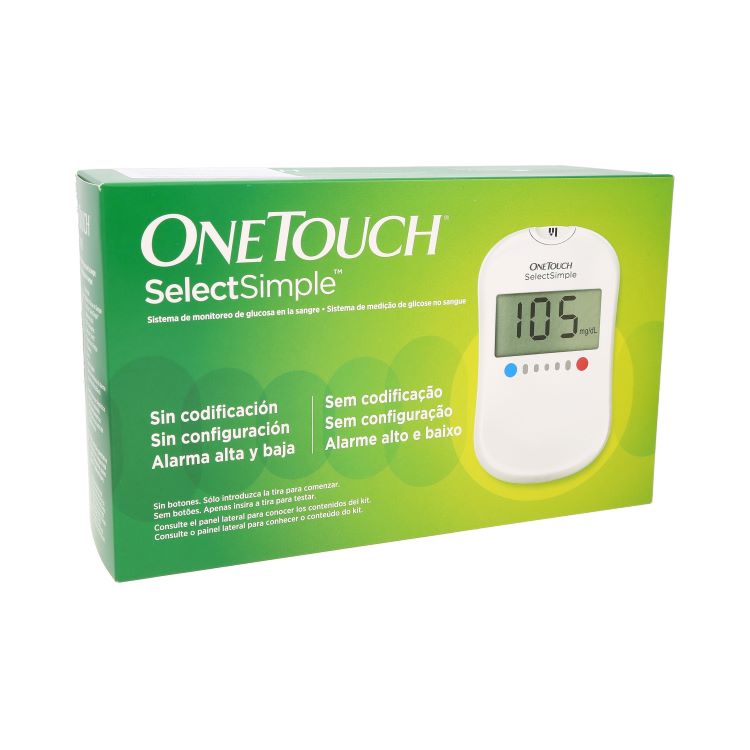 ONETOUCH™
SelectSimple™
Sistema de monitoreo de glucosa en la sangre • Sistema de medição de glicose no sangue
Sin codificación
Sin configuración
Alarma alta y baja
Sem codificação
Sem configuração
Alarme alto e baixo
Sin botones. Sólo introduzca la tira para comenzar.
Sem botões. Apenas insira a tira para testar.
Consulte el panel lateral para conocer los contenidos del kit.
Consulte o painel lateral para conhecer o conteúdo do kit.
ONETOUCH
SelectSimple
105
mg/dL